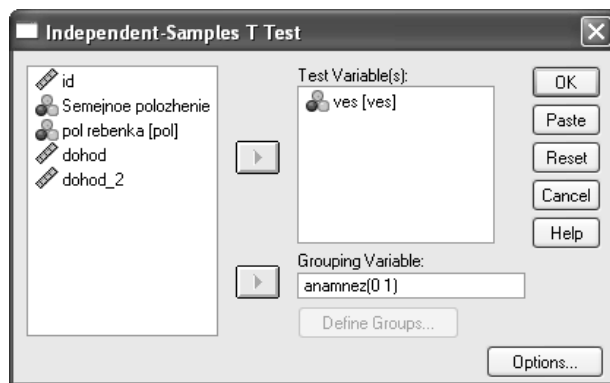 Independent-Samples T Test
id
Semejnoe polozhenie
pol rebenka [pol]
dohod
dohod_2
Test Variable(s):
ves [ves]
Grouping Variable:
anamnez(0 1)
Define Groups...
OK
Paste
Reset
Cancel
Help
Options...